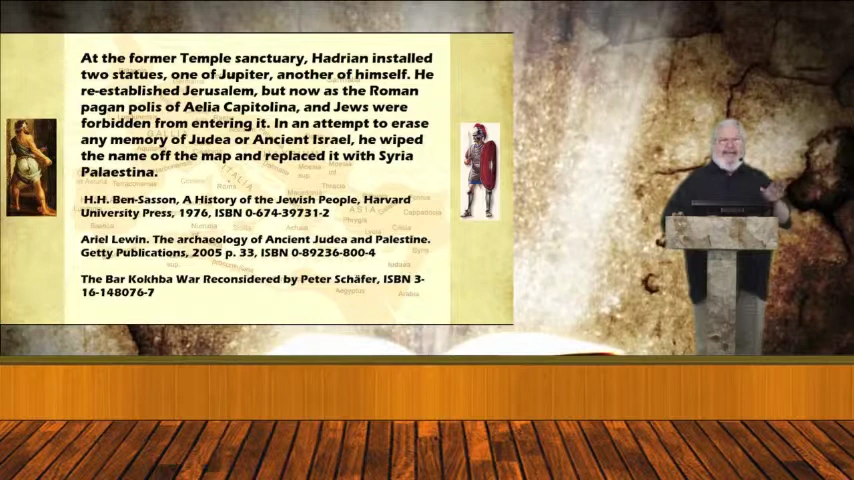 At the former Temple sanctuary, Hadrian installed
two statues, one of Jupiter, another of himself. He
re-established Jerusalem, but now as the Roman
pagan polis of Aelia Capitolina, and Jews were
forbidden from entering it. In an attempt to erase
any memory of Judea or Ancient Israel, he wiped
the name off the map and replaced it with Syria
Palaestina.
H.H. Ben-Sasson, A History of the Jewish People, Harvard
University Press, 1976, ISBN 0-674-39731-2
Ariel Lewin. The archaeology of Ancient Judea and Palestine.
Getty Publications, 2005 p. 33, ISBN 0-89236-800-4
The Bar Kokhba War Reconsidered by Peter Schäfer, ISBN 3-
16-148076-7